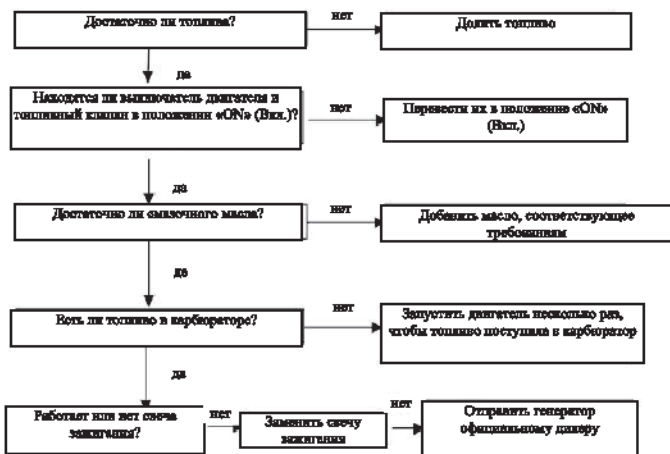 Достаточно ли топлива?
нет
Долить топливо
да
Находятся ли выключатель двигателя и
топливный клапан в положении «ON» (Вкл.)?
нет
Перевести их в положение «ON»
(Вкл.)
да
Достаточно ли смазочного масла?
нет
Добавить масло, соответствующее
требованиям
да
Есть ли топливо в карбюраторе?
нет
Запустить двигатель несколько раз,
чтобы топливо поступала в карбюратор
да
Работает или нет свеча
зажигания?
нет
Заменить свечу
зажигания
нет
Отправить генератор
официальному дилеру